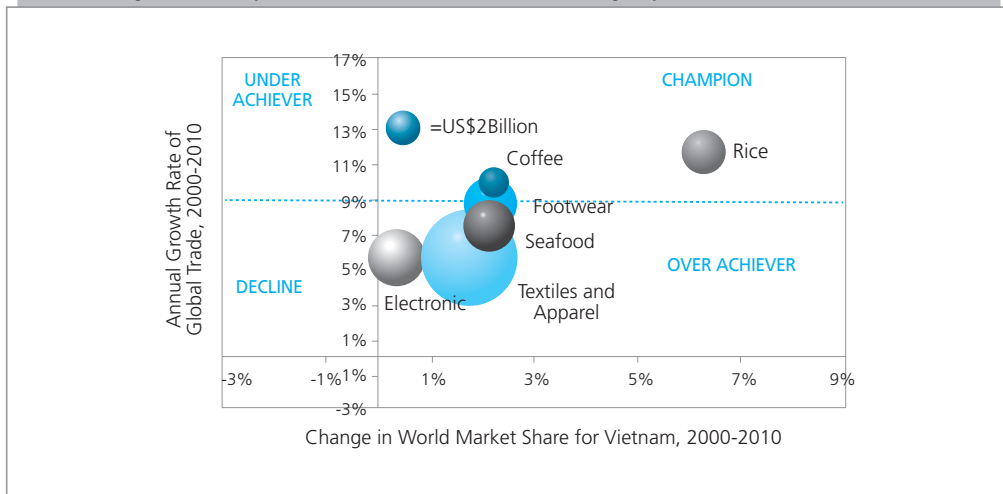 17%
UNDER
ACHIEVER
CHAMPION
15%
13%
=US$2Billion
Coffee
Rice
11%
9%
Footwear
7%
Seafood
5%
OVER ACHIEVER
DECLINE
Electronic
Textiles and
Apparel
3%
1%
-3%
-1%
1%
1%
3%
5%
7%
9%
-3%
Annual Growth Rate of
Global Trade, 2000-2010
Change in World Market Share for Vietnam, 2000-2010